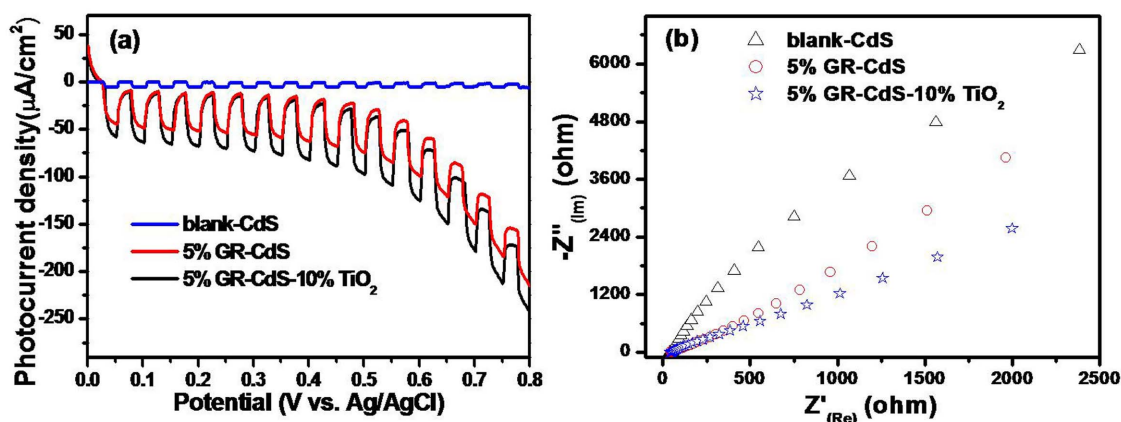 (a)
50
0
-50
-100
-150
-200
-250
Photocurrent density(μA/cm²)
blank-CdS
5% GR-CdS
5% GR-CdS-10% TiO₂
0.0 0.1 0.2 0.3 0.4 0.5 0.6 0.7 0.8
Potential (V vs. Ag/AgCl)
(b)
6000
4800
3600
2400
1200
0
-Z''(Im) (ohm)
blank-CdS
5% GR-CdS
5% GR-CdS-10% TiO₂
0 500 1000 1500 2000 2500
Z'(Re) (ohm)